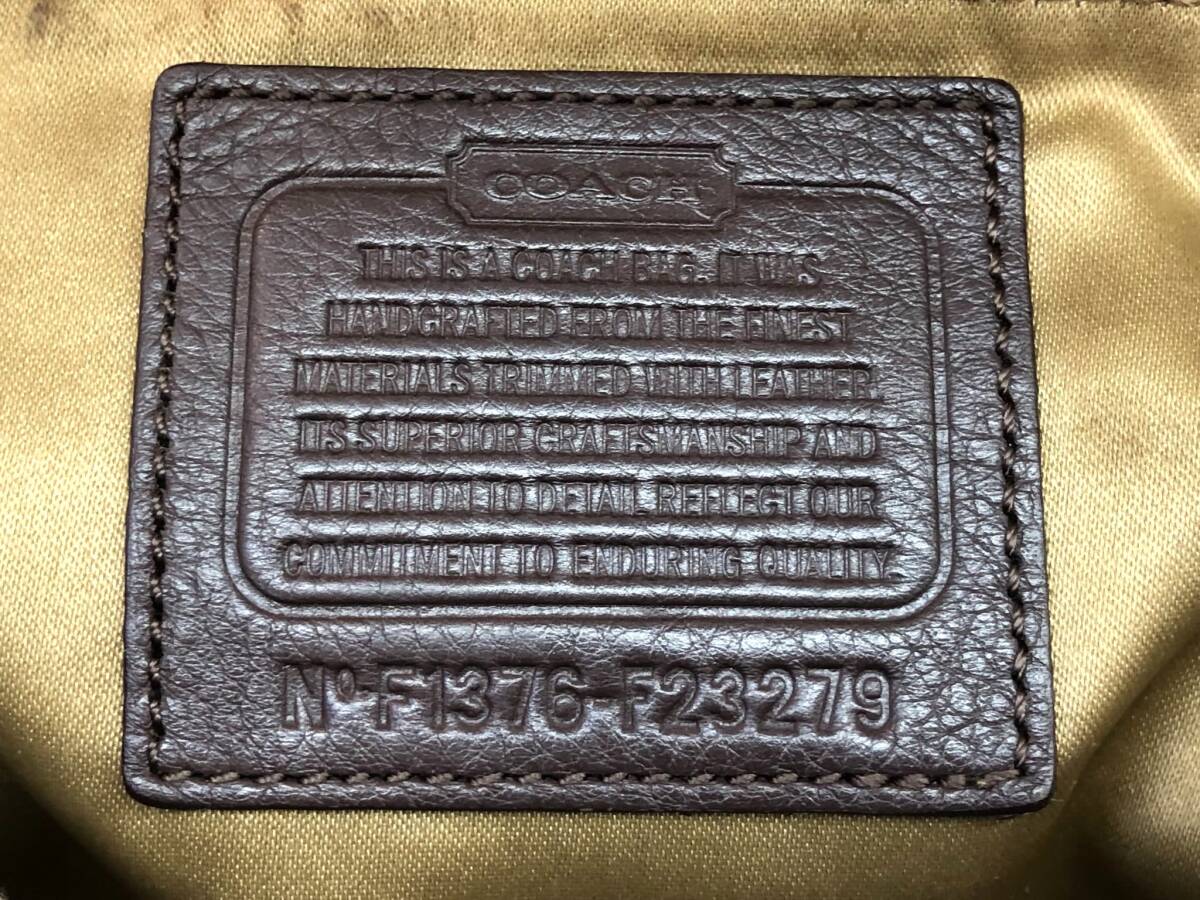 COACH
THIS IS A COACH BAG. IT WAS
HANDCRAFTED FROM THE FINEST
MATERIALS TRIMMED WITH LEATHER.
ITS SUPERIOR CRAFTSMANSHIP AND
ATTENTION TO DETAIL REFLECT OUR
COMMITMENT TO ENDURING QUALITY.
Nº F1376-F23279